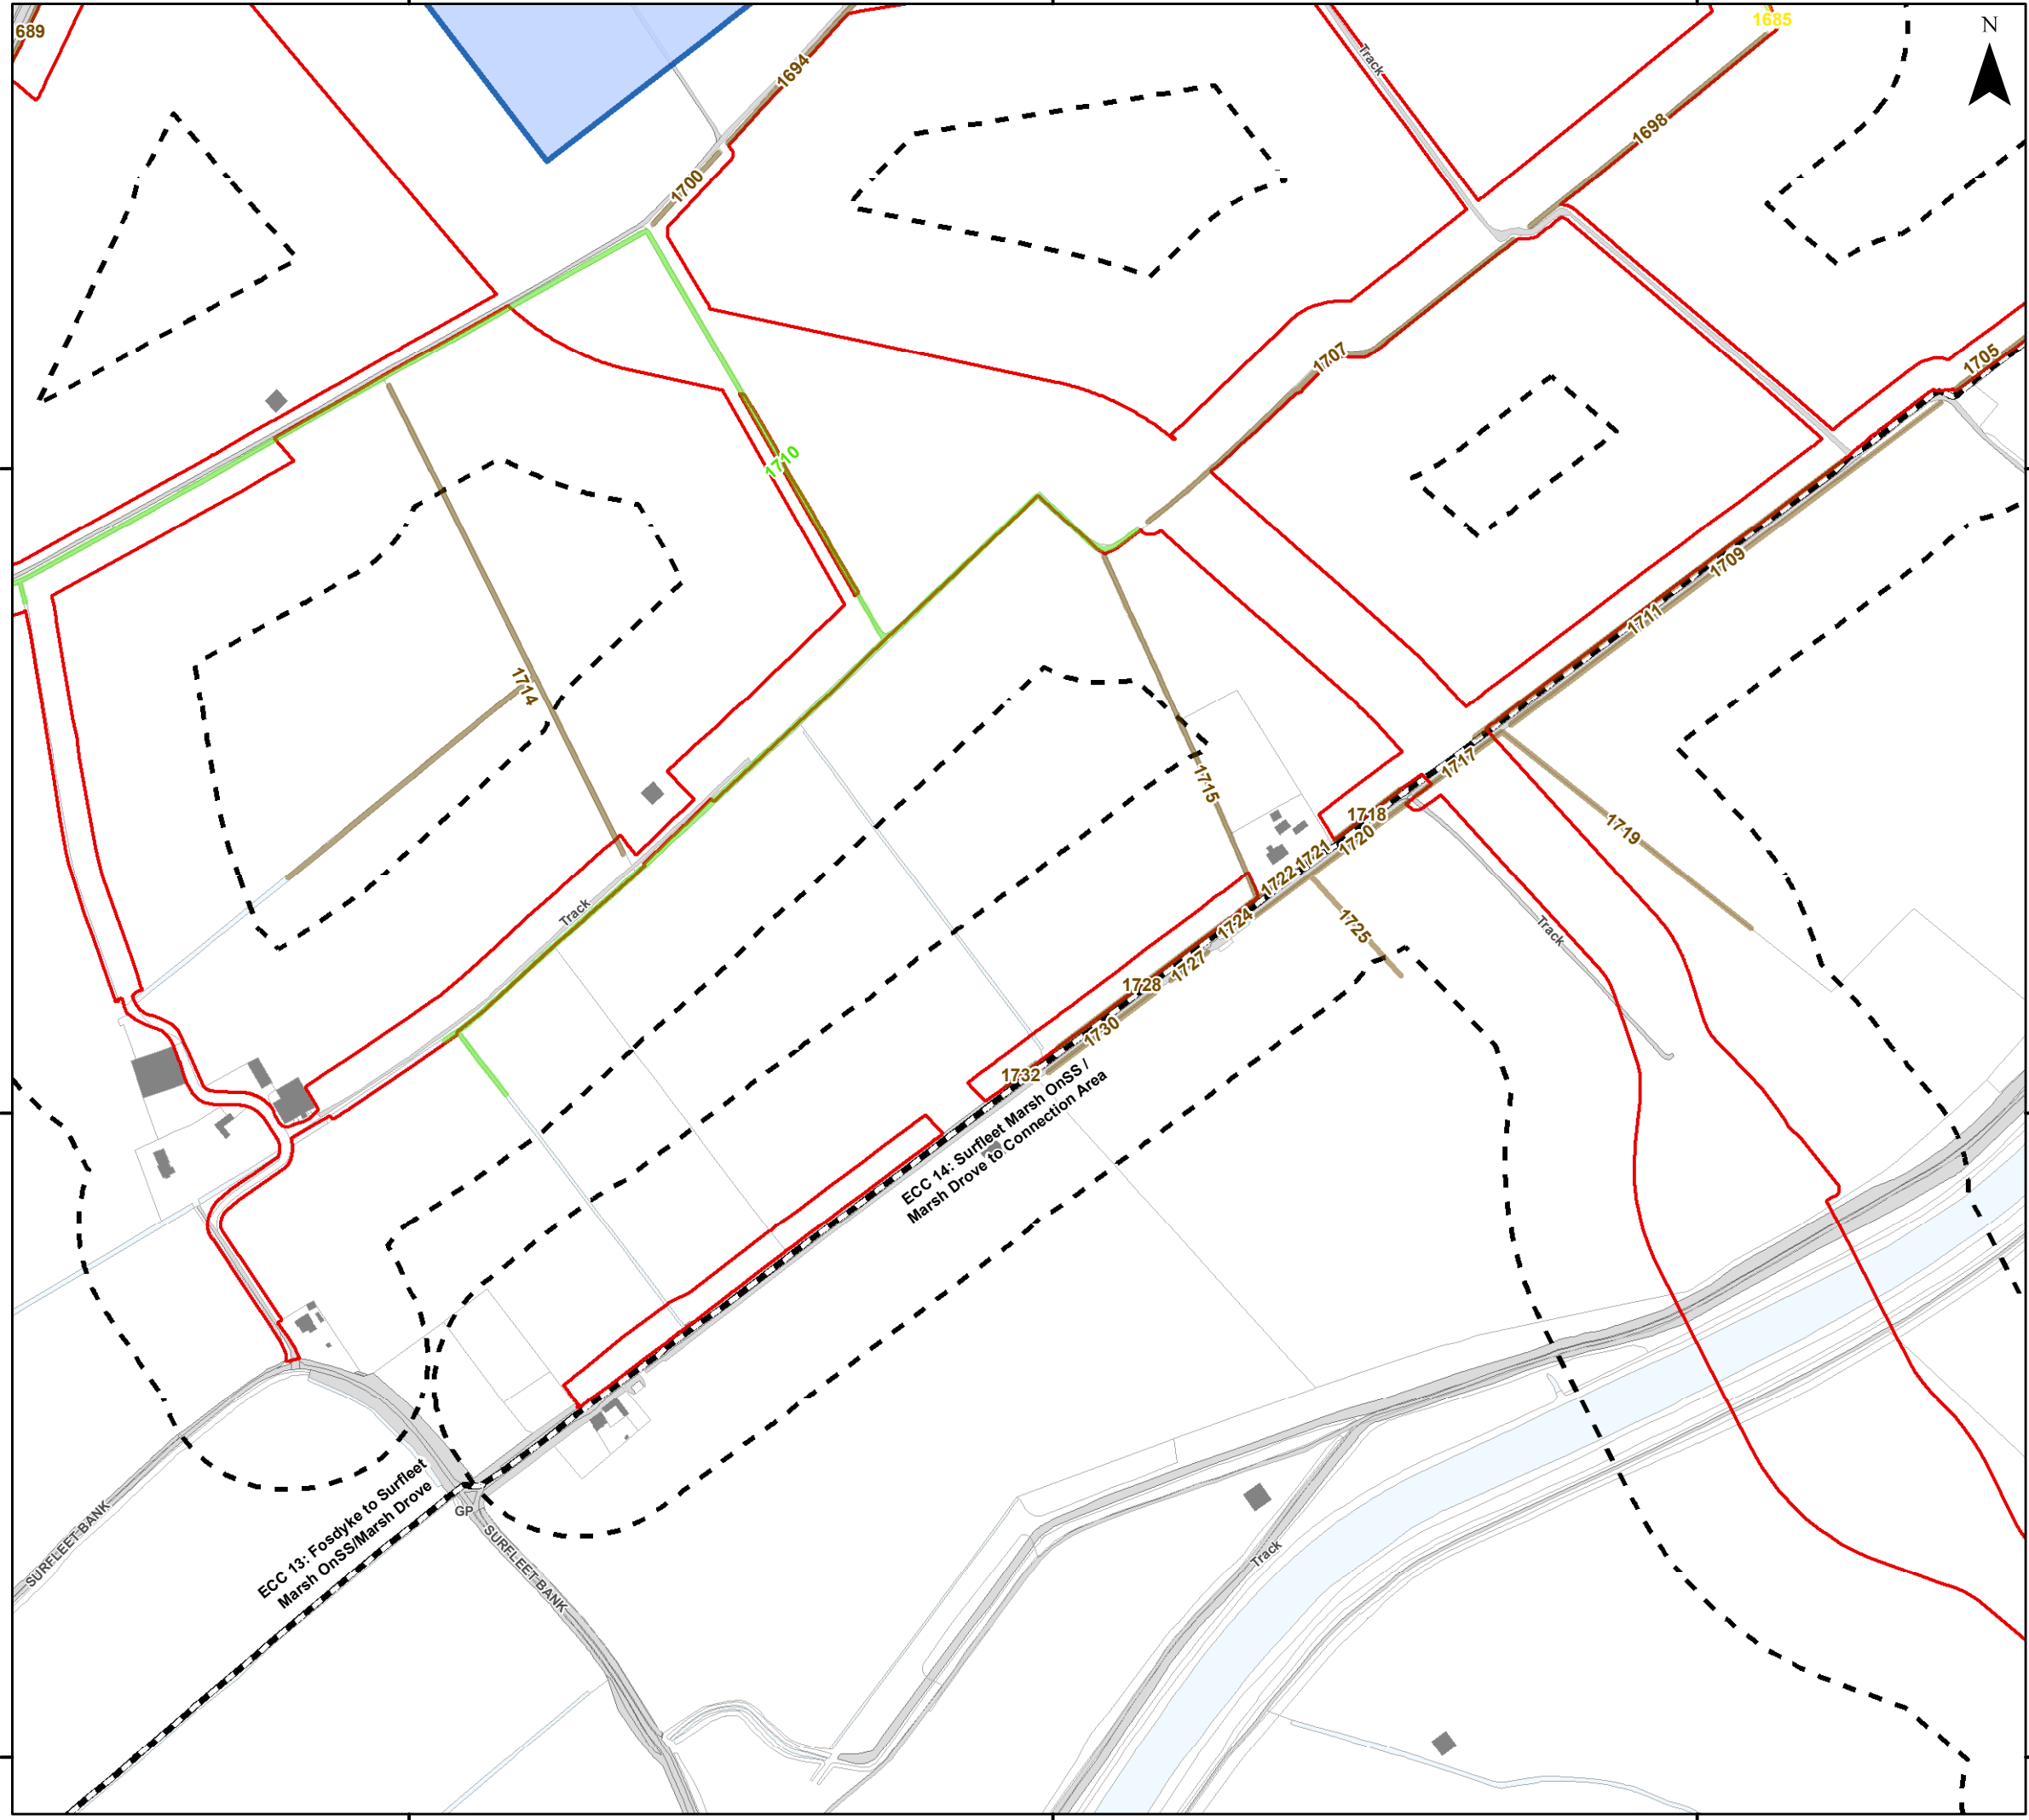 689
1685
N
Track
1694
1698
1700
1707
1705
1710
1709
1711
1714
1717
1715
1718
1719
1720
1721
1722
1724
1725
Track
Track
1727
1728
1730
1732
ECC 14: Surfleet Marsh OnSS /
Marsh Drove to Connection Area
ECC 13: Fosdyke to Surfleet
Marsh OnSS/Marsh Drove
GP
SURFLEET BANK
SURFLEET BANK
Track